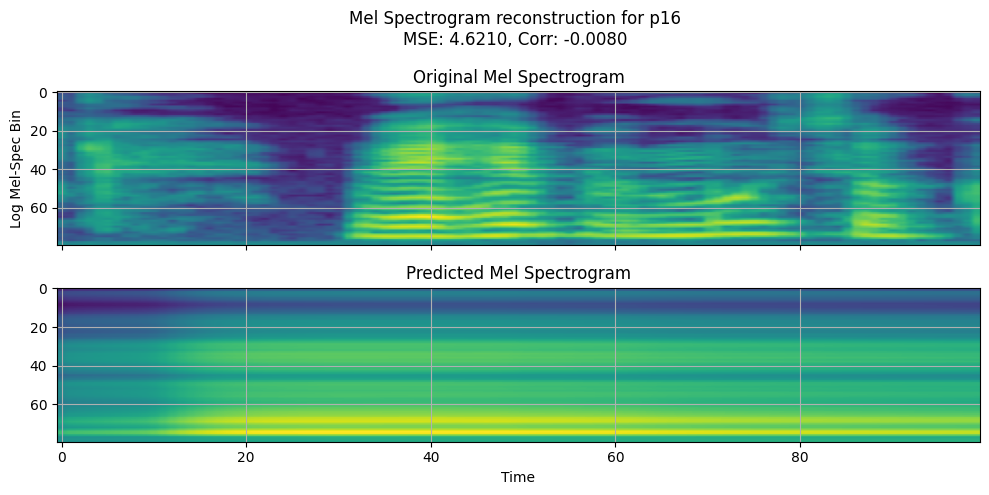 Mel Spectrogram reconstruction for p16
MSE: 4.6210, Corr: -0.0080
Original Mel Spectrogram
0
20
40
60
Log Mel-Spec Bin
Predicted Mel Spectrogram
0
20
40
60
0 20 40 60 80
Time